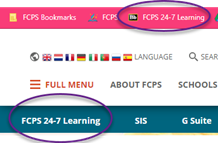 FCPS Bookmarks FCPS FCPS 24-7 Learning
LANGUAGE SEAR
FULL MENU ABOUT FCPS SCHOOLS
FCPS 24-7 Learning SIS G Suite